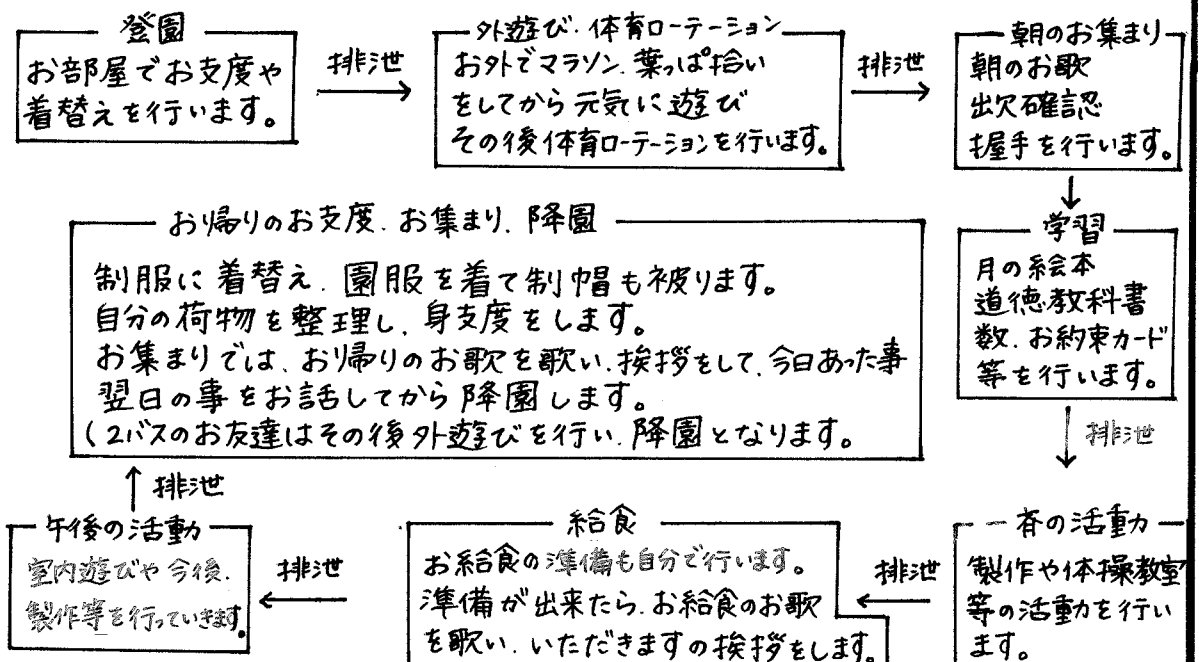 登園
お部屋でお支度や
着替えを行います。
排泄
外遊び.体育ローテーション
お外でマラソン.葉っぱ拾い
をしてから元気に遊び
その後体育ローテーションを行います。
排泄
朝のお集まり
朝のお歌
出欠確認
握手を行います。
学習
月の絵本
道徳教科書
数.お約束カード
等を行います。
排泄
一斉の活動
製作や体操教室
等の活動を行い
ます。
排泄
給食
お給食の準備も自分で行います。
準備が出来たら.お給食のお歌
を歌い.いただきますの挨拶をします。
排泄
午後の活動
室内遊びや今後.
製作等を行っていきます。
排泄
お帰りのお支度.お集まり.降園
制服に着替え.園服を着て制帽も被ります。
自分の荷物を整理し.身支度をします。
お集まりでは.お帰りのお歌を歌い.挨拶をして.今日あった事
翌日の事をお話してから降園します。
(2バスのお友達はその後外遊びを行い.降園となります。